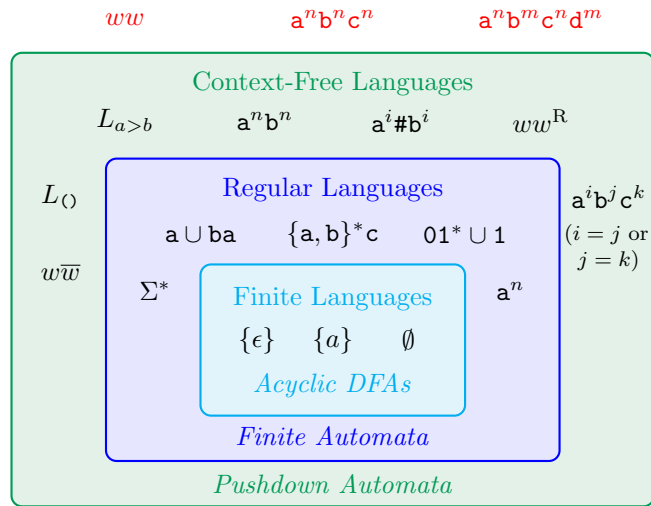 ww aⁿbⁿcⁿ aⁿbᵐcⁿdᵐ
Context-Free Languages
L_{a>b} aⁿbⁿ aⁱ#bⁱ wwᴿ
Regular Languages
L_{()} aⁱbʲcᵏ
a ∪ ba {a, b}*c 01* ∪ 1 (i = j or
j = k)
ww̅
Σ* Finite Languages aⁿ
{ϵ} {a} ∅
Acyclic DFAs
Finite Automata
Pushdown Automata